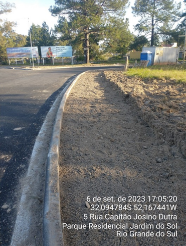 6 de set. de 2023 17:05:20
32,094784S 52,167441W
5 Rua Capitão Josino Dutra
Parque Residencial Jardim do Sol
Rio Grande do Sul